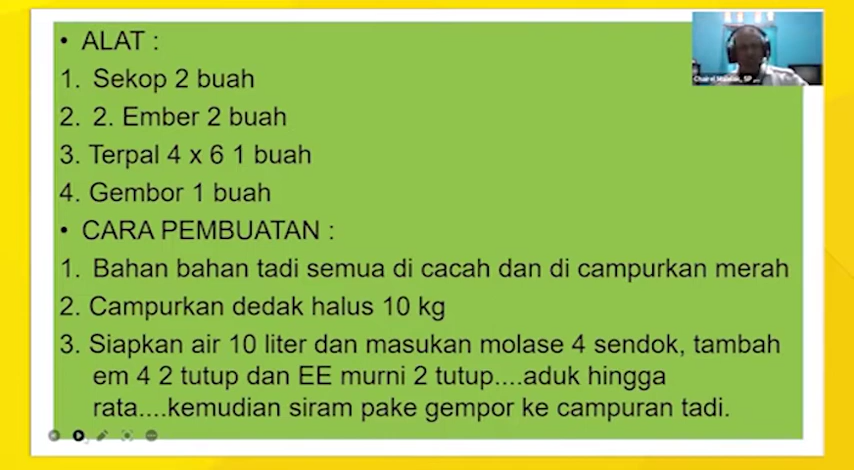 • ALAT :
1. Sekop 2 buah
2. 2. Ember 2 buah
3. Terpal 4 x 6 1 buah
4. Gembor 1 buah
• CARA PEMBUATAN :
1. Bahan bahan tadi semua di cacah dan di campurkan merah
2. Campurkan dedak halus 10 kg
3. Siapkan air 10 liter dan masukan molase 4 sendok, tambah
em 4 2 tutup dan EE murni 2 tutup....aduk hingga
rata....kemudian siram pake gempor ke campuran tadi.